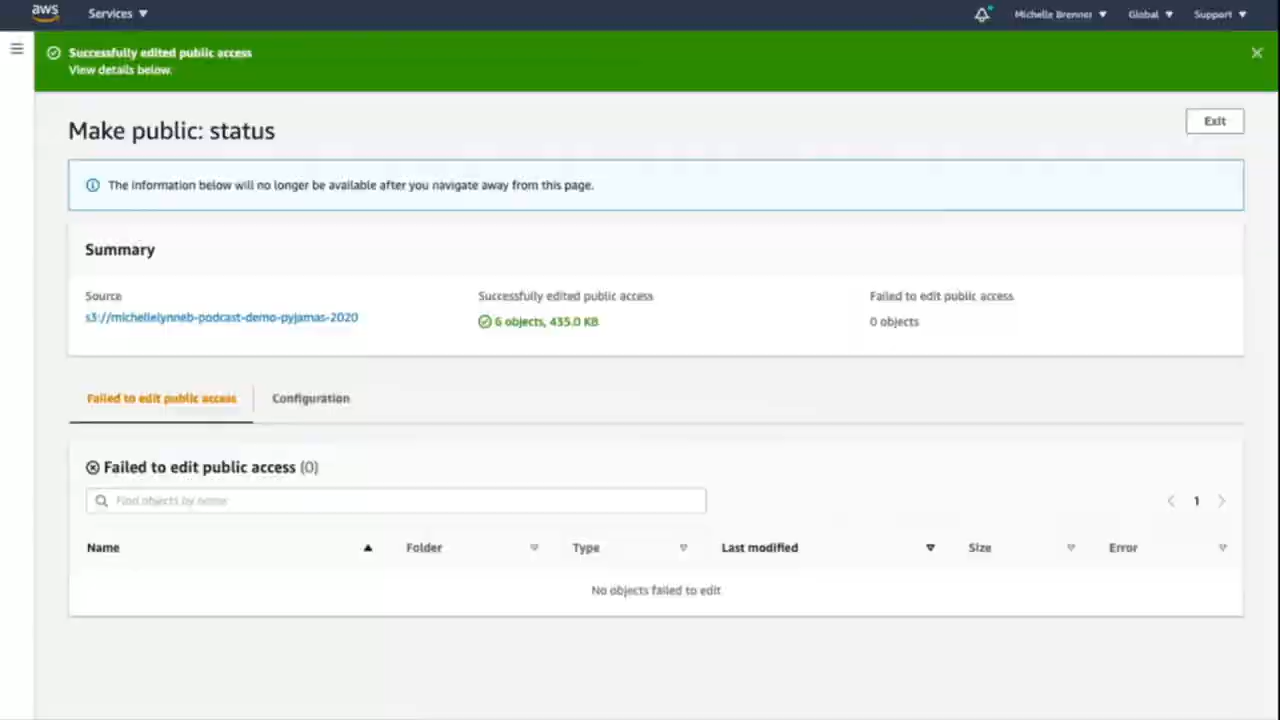 aws Services Michelle Brenner Global Support
Successfully edited public access
View details below.
Make public: status
Exit
The information below will no longer be available after you navigate away from this page.
Summary
Source Successfully edited public access Failed to edit public access
s3://michellelynneb-podcast-demo-pyjamas-2020 6 objects, 435.0 KB 0 objects
Failed to edit public access Configuration
Failed to edit public access (0)
Find objects by name 1
Name Folder Type Last modified Size Error
No objects failed to edit